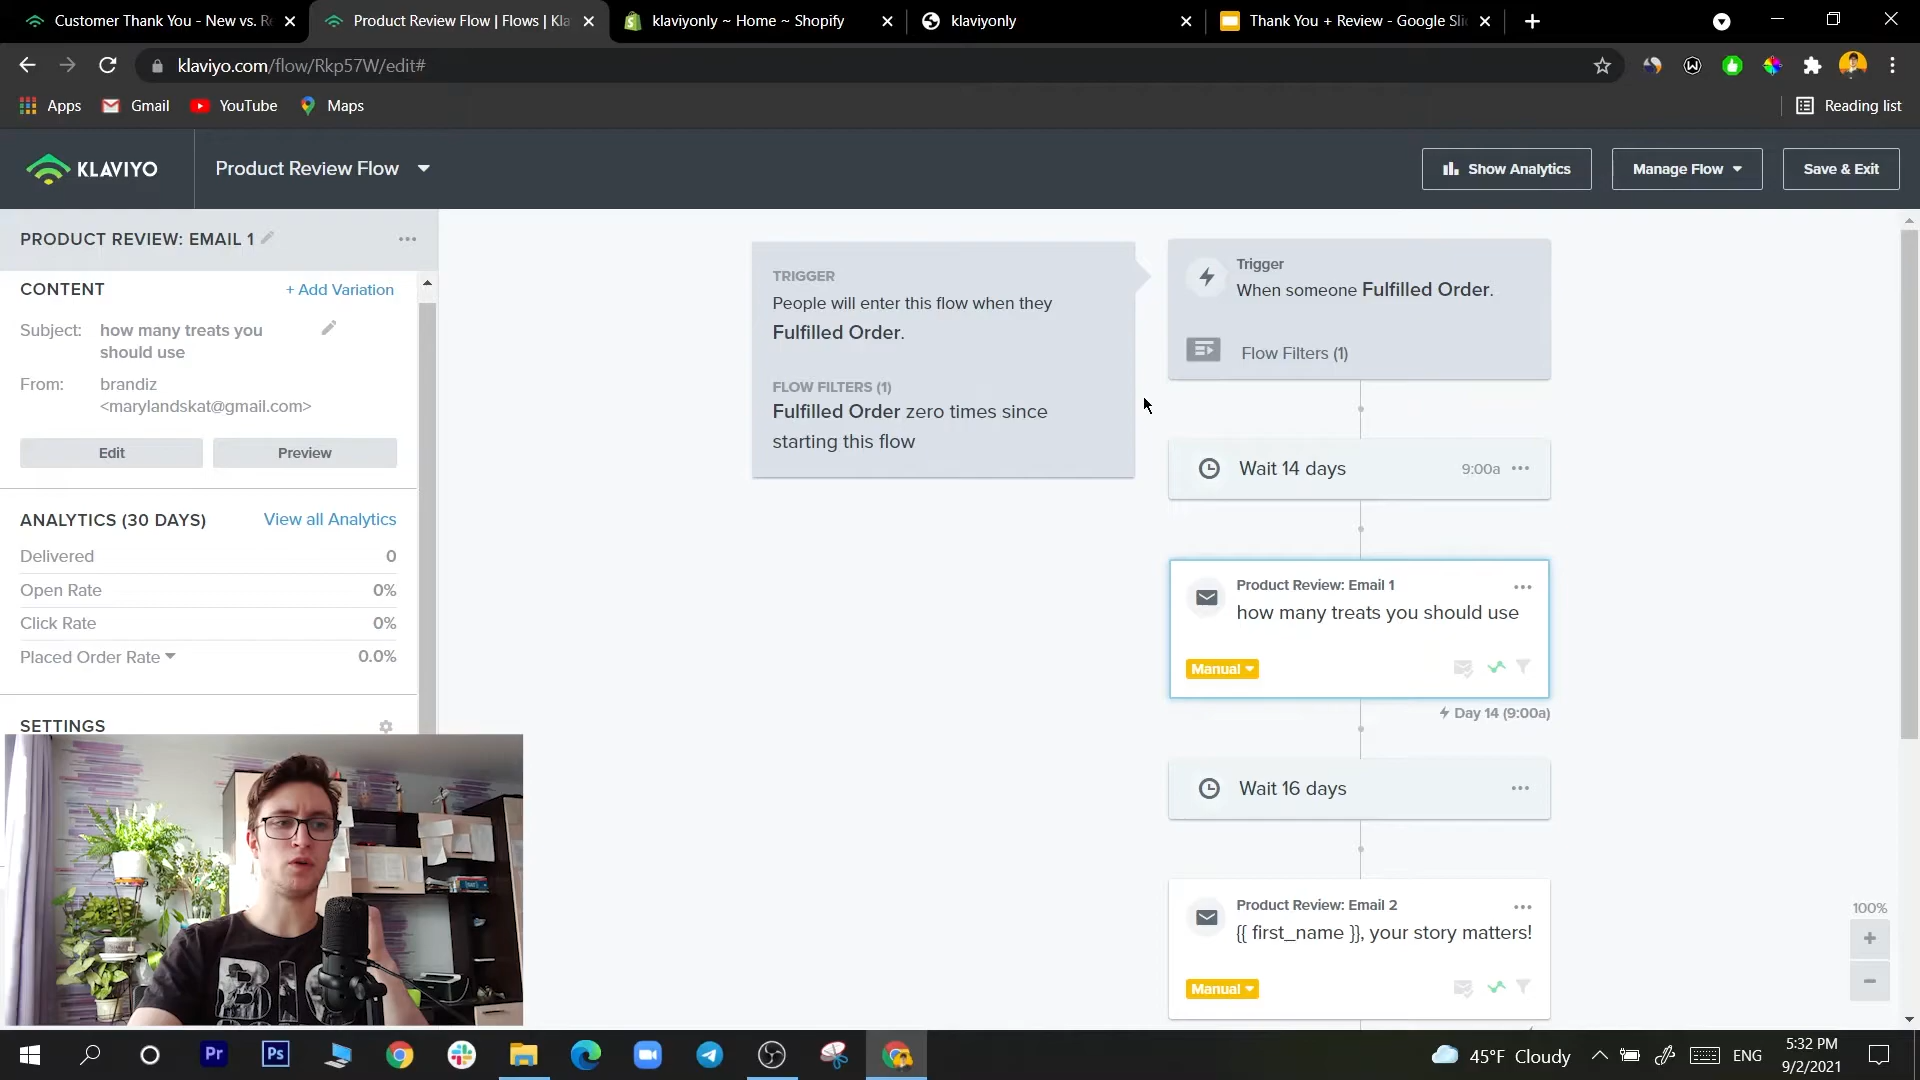 Customer Thank You - New vs. Re
Product Review Flow | Flows | Kla
klaviyonly ~ Home ~ Shopify
klaviyonly
Thank You + Review - Google Slid
klaviyo.com/flow/Rkp57W/edit#
Apps
Gmail
YouTube
Maps
Reading list
KLAVIYO
Product Review Flow
Show Analytics
Manage Flow
Save & Exit
PRODUCT REVIEW: EMAIL 1
CONTENT
+ Add Variation
Subject: how many treats you
should use
From: brandiz
<marylandskat@gmail.com>
Edit
Preview
ANALYTICS (30 DAYS)
View all Analytics
Delivered 0
Open Rate 0%
Click Rate 0%
Placed Order Rate 0.0%
SETTINGS
TRIGGER
People will enter this flow when they
Fulfilled Order.
FLOW FILTERS (1)
Fulfilled Order zero times since
starting this flow
Trigger
When someone Fulfilled Order.
Flow Filters (1)
Wait 14 days 9:00a
Product Review: Email 1
how many treats you should use
Manual
Day 14 (9:00a)
Wait 16 days
Product Review: Email 2
{{ first_name }}, your story matters!
Manual
100%
+
-
BIG
Pr
Ps
45°F Cloudy
ENG
5:32 PM
9/2/2021